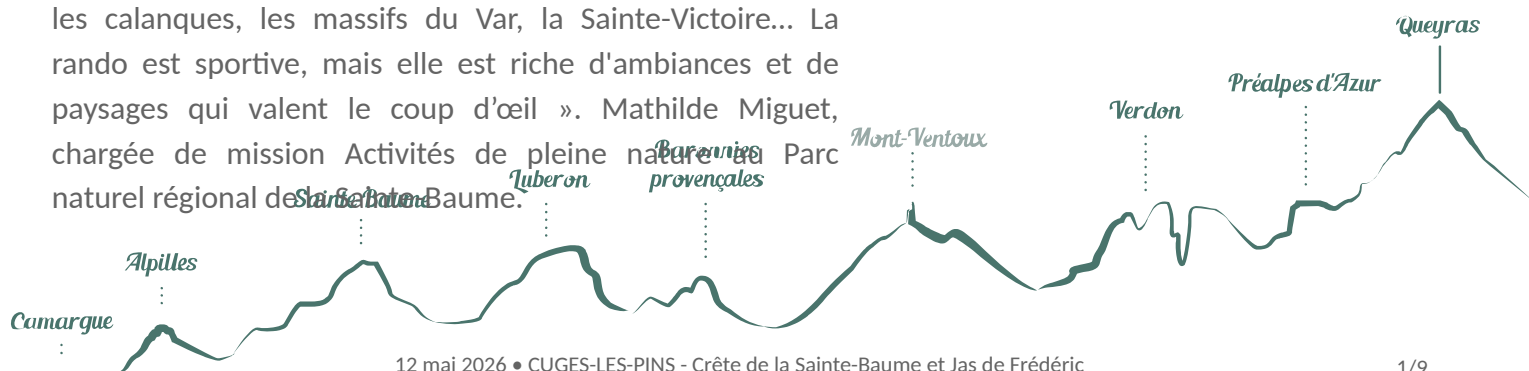 les calanques, les massifs du Var, la Sainte-Victoire... La
rando est sportive, mais elle est riche d'ambiances et de
paysages qui valent le coup d’œil ». Mathilde Miguet,
chargée de mission Activités de pleine nature au Parc
naturel régional de la Sainte-Baume.
Queyras
Préalpes d'Azur
Verdon
Mont-Ventoux
Baronnies
provençales
Luberon
Sainte-Baume
Alpilles
Camargue
12 mai 2026 • CUGES-LES-PINS - Crête de la Sainte-Baume et Jas de Frédéric
1/9